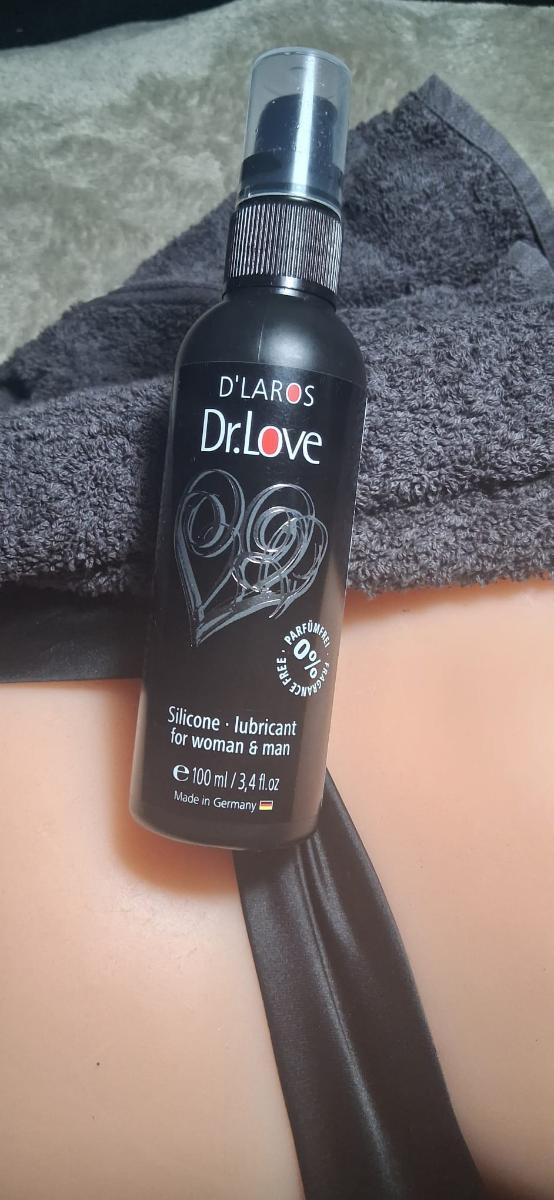 D'LAROS
Dr.Love
PARFÜMFREI · FRAGRANCE FREE ·
0%
Silicone · lubricant
for woman & man
e 100 ml / 3,4 fl.oz
Made in Germany